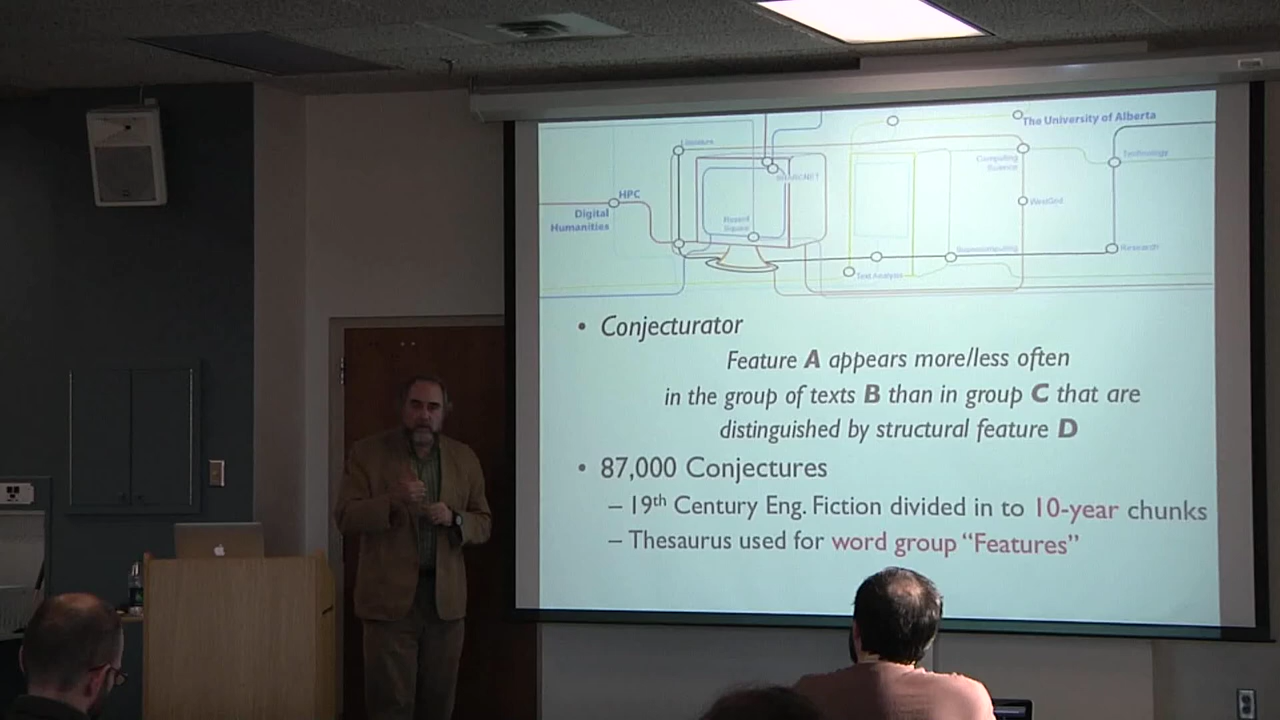 The University of Alberta
Literature
Technology
Computing
Science
SHARCNET
HPC
WestGrid
Digital
Humanities
Research
Supercomputing
Text Analysis
• Conjecturator
Feature A appears more/less often
in the group of texts B than in group C that are
distinguished by structural feature D
• 87,000 Conjectures
– 19th Century Eng. Fiction divided in to 10-year chunks
– Thesaurus used for word group “Features”